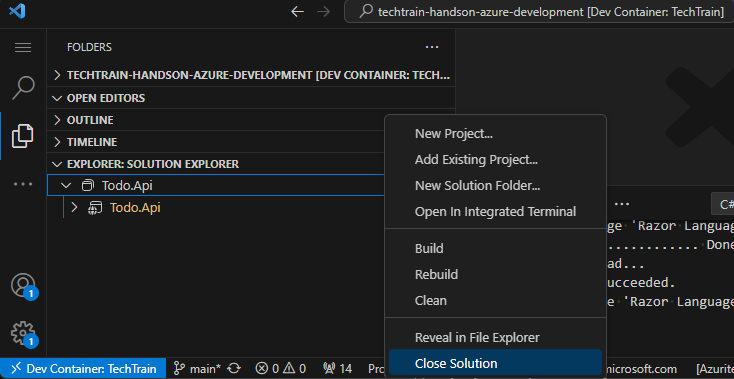 techtrain-handson-azure-development [Dev Container: TechTrain]
FOLDERS
TECHTRAIN-HANDSON-AZURE-DEVELOPMENT [DEV CONTAINER: TECH...
OPEN EDITORS
OUTLINE
TIMELINE
EXPLORER: SOLUTION EXPLORER
Todo.Api
Todo.Api
New Project...
Add Existing Project...
New Solution Folder...
Open In Integrated Terminal
Build
Rebuild
Clean
Reveal in File Explorer
Close Solution
C#
'Razor Language
............ Done
ad...
ucceeded.
'Razor Language
1
1
Dev Container: TechTrain
main*
0
0
14
Pro
microsoft.com
[Azurite